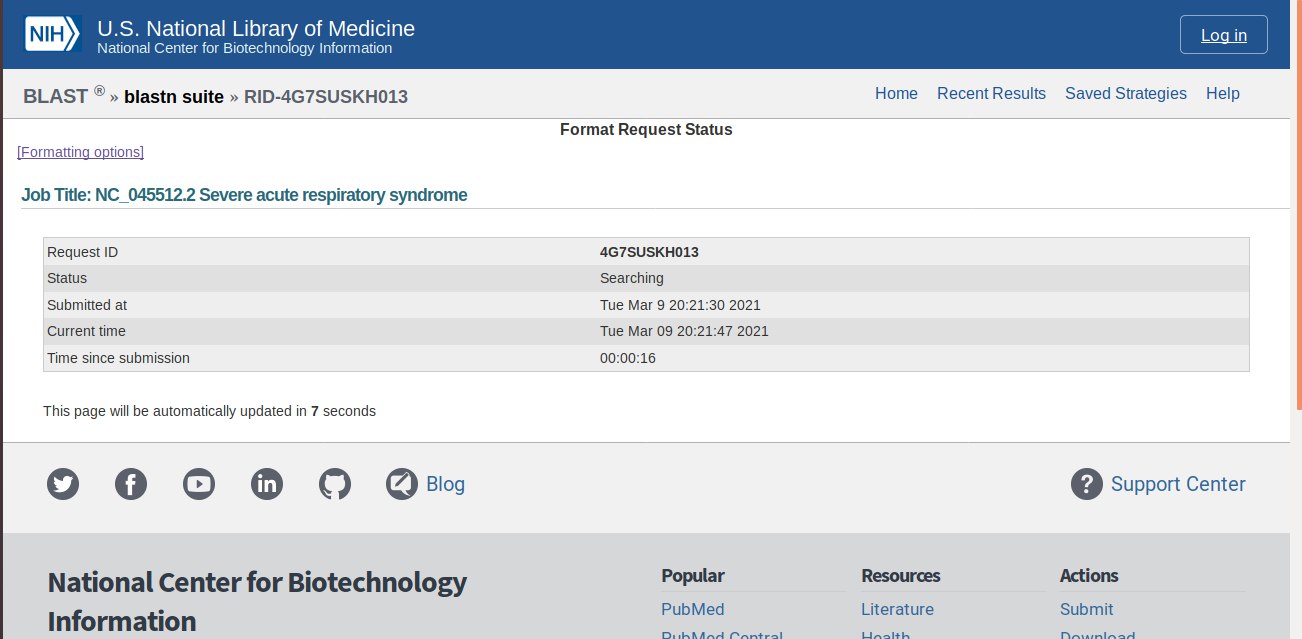 NIH
U.S. National Library of Medicine
National Center for Biotechnology Information
Log in
BLAST ® » blastn suite » RID-4G7SUSKH013
Home Recent Results Saved Strategies Help
Format Request Status
[Formatting options]
Job Title: NC_045512.2 Severe acute respiratory syndrome
Request ID 4G7SUSKH013
Status Searching
Submitted at Tue Mar 9 20:21:30 2021
Current time Tue Mar 09 20:21:47 2021
Time since submission 00:00:16
This page will be automatically updated in 7 seconds
Blog
? Support Center
National Center for Biotechnology
Information
Popular Resources Actions
PubMed Literature Submit
PubMed Central Health Download